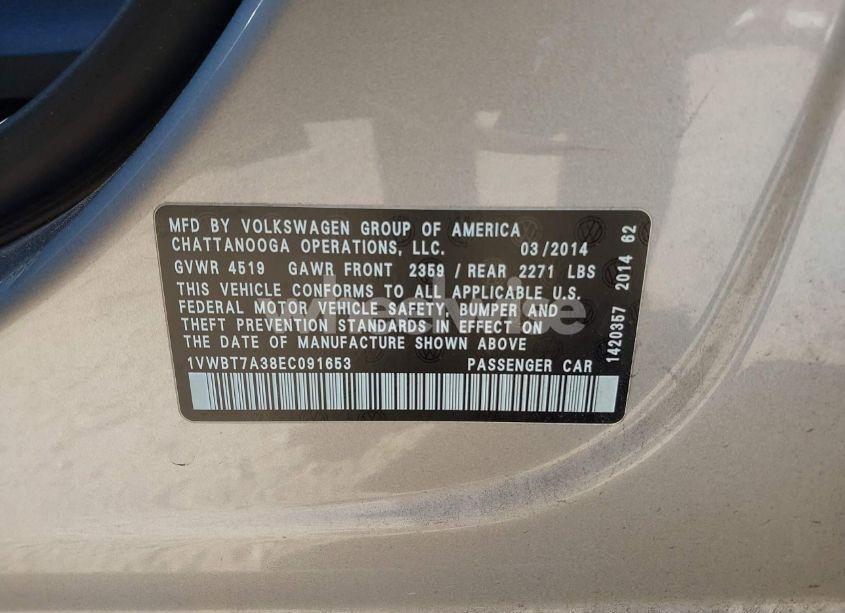 MFD BY VOLKSWAGEN GROUP OF AMERICA
CHATTANOOGA OPERATIONS, LLC. 03/2014
GVWR 4519 GAWR FRONT 2359 / REAR 2271 LBS
THIS VEHICLE CONFORMS TO ALL APPLICABLE U.S.
FEDERAL MOTOR VEHICLE SAFETY, BUMPER AND
THEFT PREVENTION STANDARDS IN EFFECT ON
THE DATE OF MANUFACTURE SHOWN ABOVE
1VWBT7A38EC091653 PASSENGER CAR
1420357 2014 62